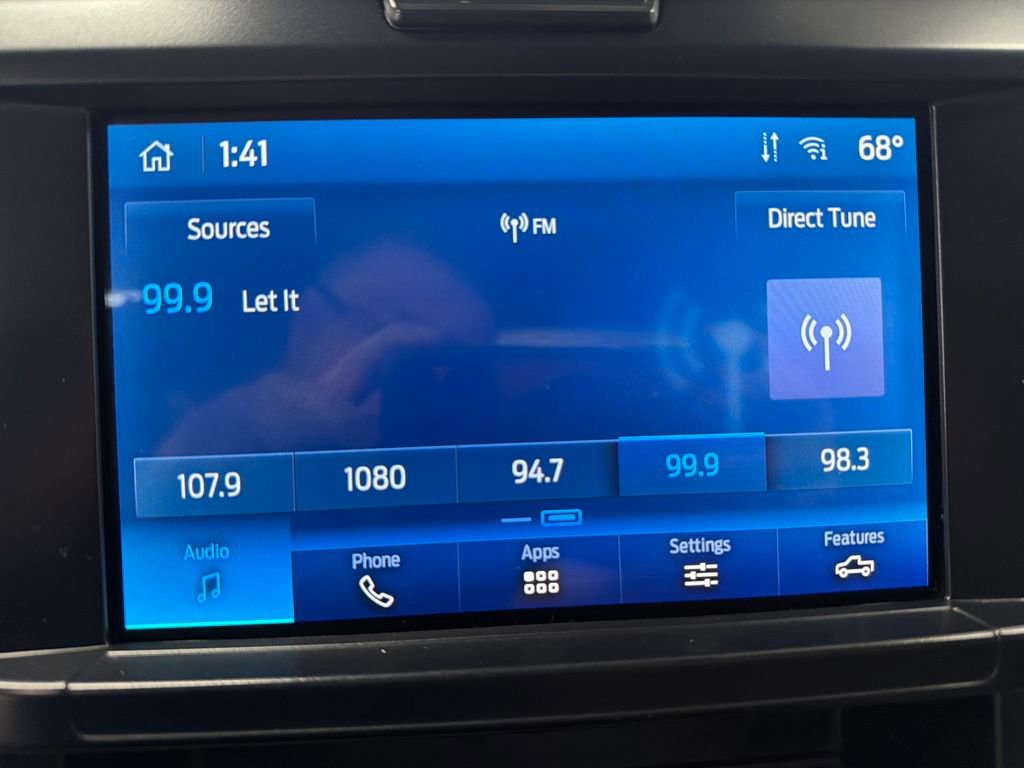 1:41 68°
Sources FM Direct Tune
99.9 Let It
107.9 1080 94.7 99.9 98.3
Audio Phone Apps Settings Features